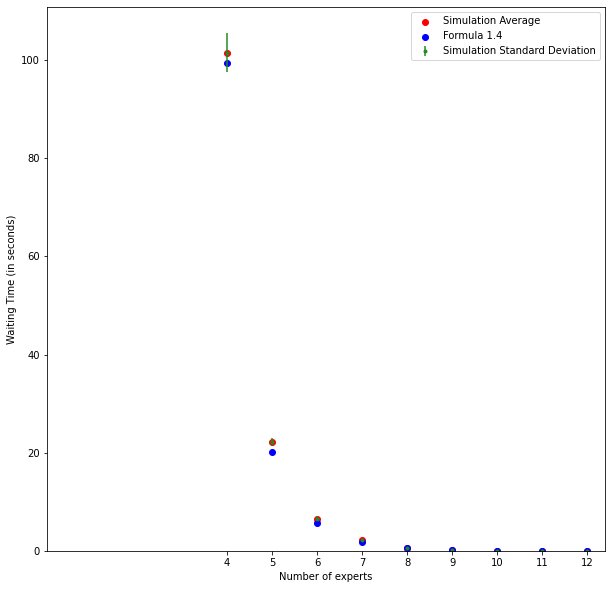 Simulation Average
Formula 1.4
Simulation Standard Deviation
100
80
60
40
20
0
Waiting Time (in seconds)
4 5 6 7 8 9 10 11 12
Number of experts